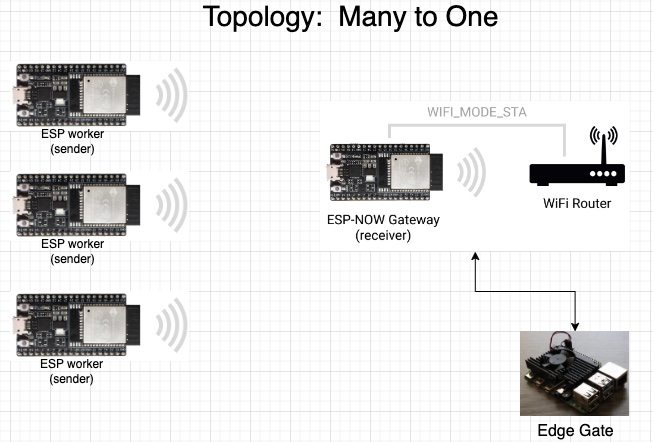 Topology:  Many to One
ESP worker
(sender)
ESP worker
(sender)
ESP worker
(sender)
WIFI_MODE_STA
ESP-NOW Gateway
(receiver)
WiFi Router
Edge Gate